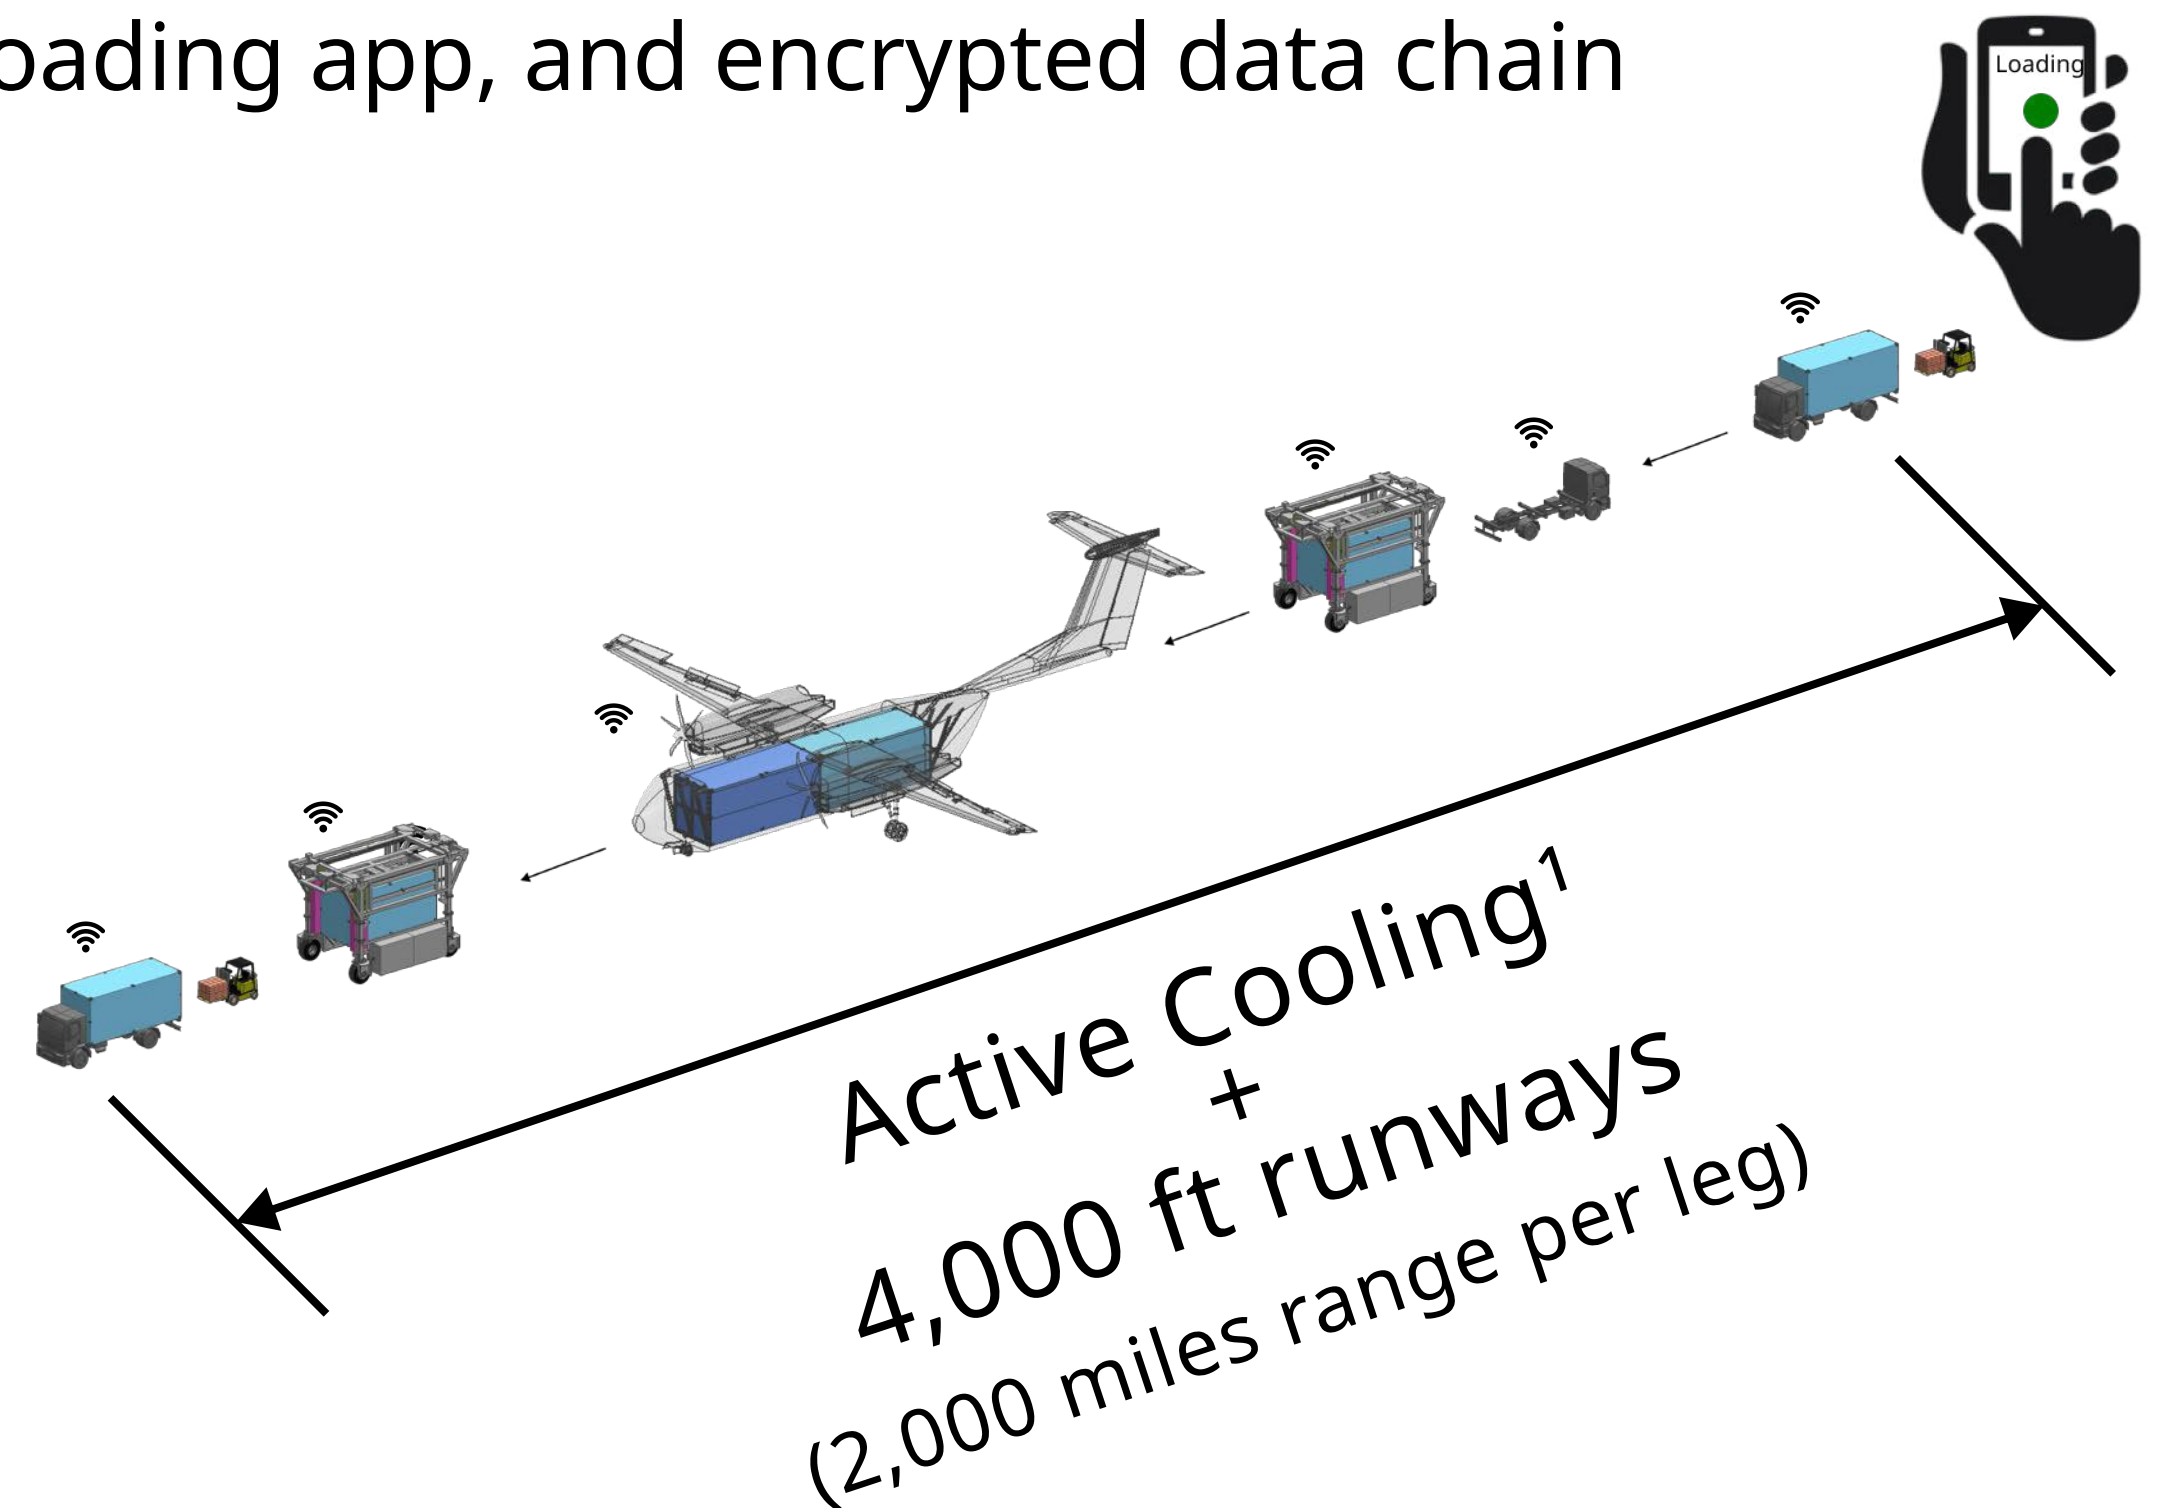 oading app, and encrypted data chain
Loading
Active Cooling¹
+
4,000 ft runways
(2,000 miles range per leg)